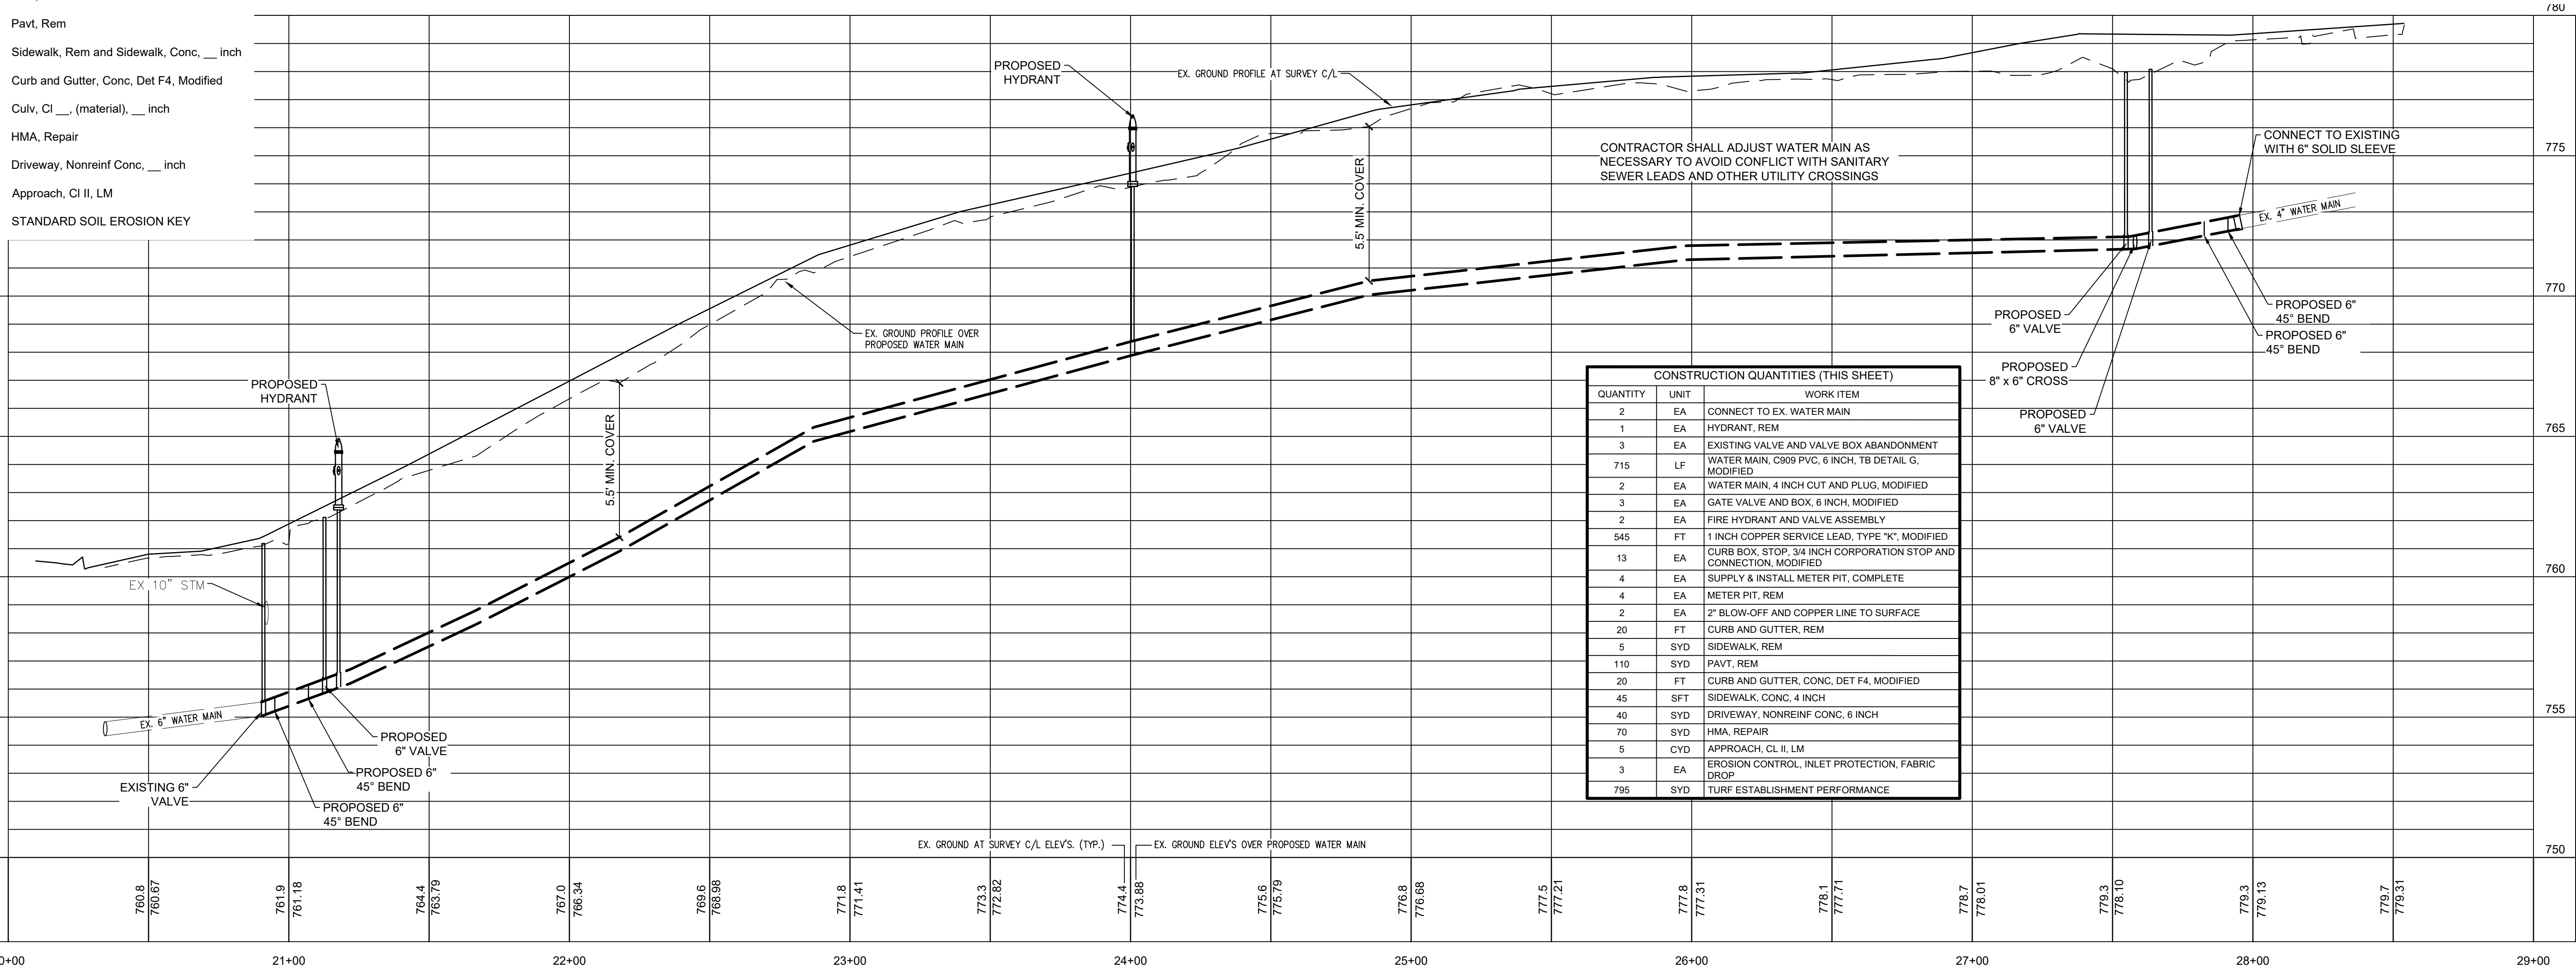 Pavt, Rem
Sidewalk, Rem and Sidewalk, Conc, __ inch
Curb and Gutter, Conc, Det F4, Modified
Culv, Cl __, (material), __ inch
HMA, Repair
Driveway, Nonreinf Conc, __ inch
Approach, Cl II, LM
STANDARD SOIL EROSION KEY
PROPOSED
HYDRANT
EX. GROUND PROFILE AT SURVEY C/L
5.5' MIN. COVER
CONTRACTOR SHALL ADJUST WATER MAIN AS
NECESSARY TO AVOID CONFLICT WITH SANITARY
SEWER LEADS AND OTHER UTILITY CROSSINGS
CONNECT TO EXISTING
WITH 6" SOLID SLEEVE
EX. 4" WATER MAIN
EX. GROUND PROFILE OVER
PROPOSED WATER MAIN
PROPOSED
6" VALVE
PROPOSED 6"
45° BEND
PROPOSED 6"
45° BEND
PROPOSED
8" x 6" CROSS
PROPOSED
6" VALVE
PROPOSED
HYDRANT
5.5' MIN. COVER
EX 10" STM
EX. 6" WATER MAIN
PROPOSED
6" VALVE
PROPOSED 6"
45° BEND
EXISTING 6"
VALVE
PROPOSED 6"
45° BEND
CONSTRUCTION QUANTITIES (THIS SHEET)
QUANTITY UNIT WORK ITEM
2 EA CONNECT TO EX. WATER MAIN
1 EA HYDRANT, REM
3 EA EXISTING VALVE AND VALVE BOX ABANDONMENT
715 LF WATER MAIN, C909 PVC, 6 INCH, TB DETAIL G,
MODIFIED
2 EA WATER MAIN, 4 INCH CUT AND PLUG, MODIFIED
3 EA GATE VALVE AND BOX, 6 INCH, MODIFIED
2 EA FIRE HYDRANT AND VALVE ASSEMBLY
545 FT 1 INCH COPPER SERVICE LEAD, TYPE "K", MODIFIED
13 EA CURB BOX, STOP, 3/4 INCH CORPORATION STOP AND
CONNECTION, MODIFIED
4 EA SUPPLY & INSTALL METER PIT, COMPLETE
4 EA METER PIT, REM
2 EA 2" BLOW-OFF AND COPPER LINE TO SURFACE
20 FT CURB AND GUTTER, REM
5 SYD SIDEWALK, REM
110 SYD PAVT, REM
20 FT CURB AND GUTTER, CONC, DET F4, MODIFIED
45 SFT SIDEWALK, CONC, 4 INCH
40 SYD DRIVEWAY, NONREINF CONC, 6 INCH
70 SYD HMA, REPAIR
5 CYD APPROACH, CL II, LM
3 EA EROSION CONTROL, INLET PROTECTION, FABRIC
DROP
795 SYD TURF ESTABLISHMENT PERFORMANCE
780
775
770
765
760
755
750
EX. GROUND AT SURVEY C/L ELEV'S. (TYP.)
EX. GROUND ELEV'S OVER PROPOSED WATER MAIN
760.8
760.67
761.9
761.18
764.4
763.79
767.0
766.34
769.6
768.98
771.8
771.41
773.3
772.82
774.4
773.88
775.6
775.79
776.8
776.68
777.5
777.21
777.8
777.31
778.1
777.71
778.7
778.01
779.3
778.10
779.3
779.13
779.7
779.31
0+00
21+00
22+00
23+00
24+00
25+00
26+00
27+00
28+00
29+00